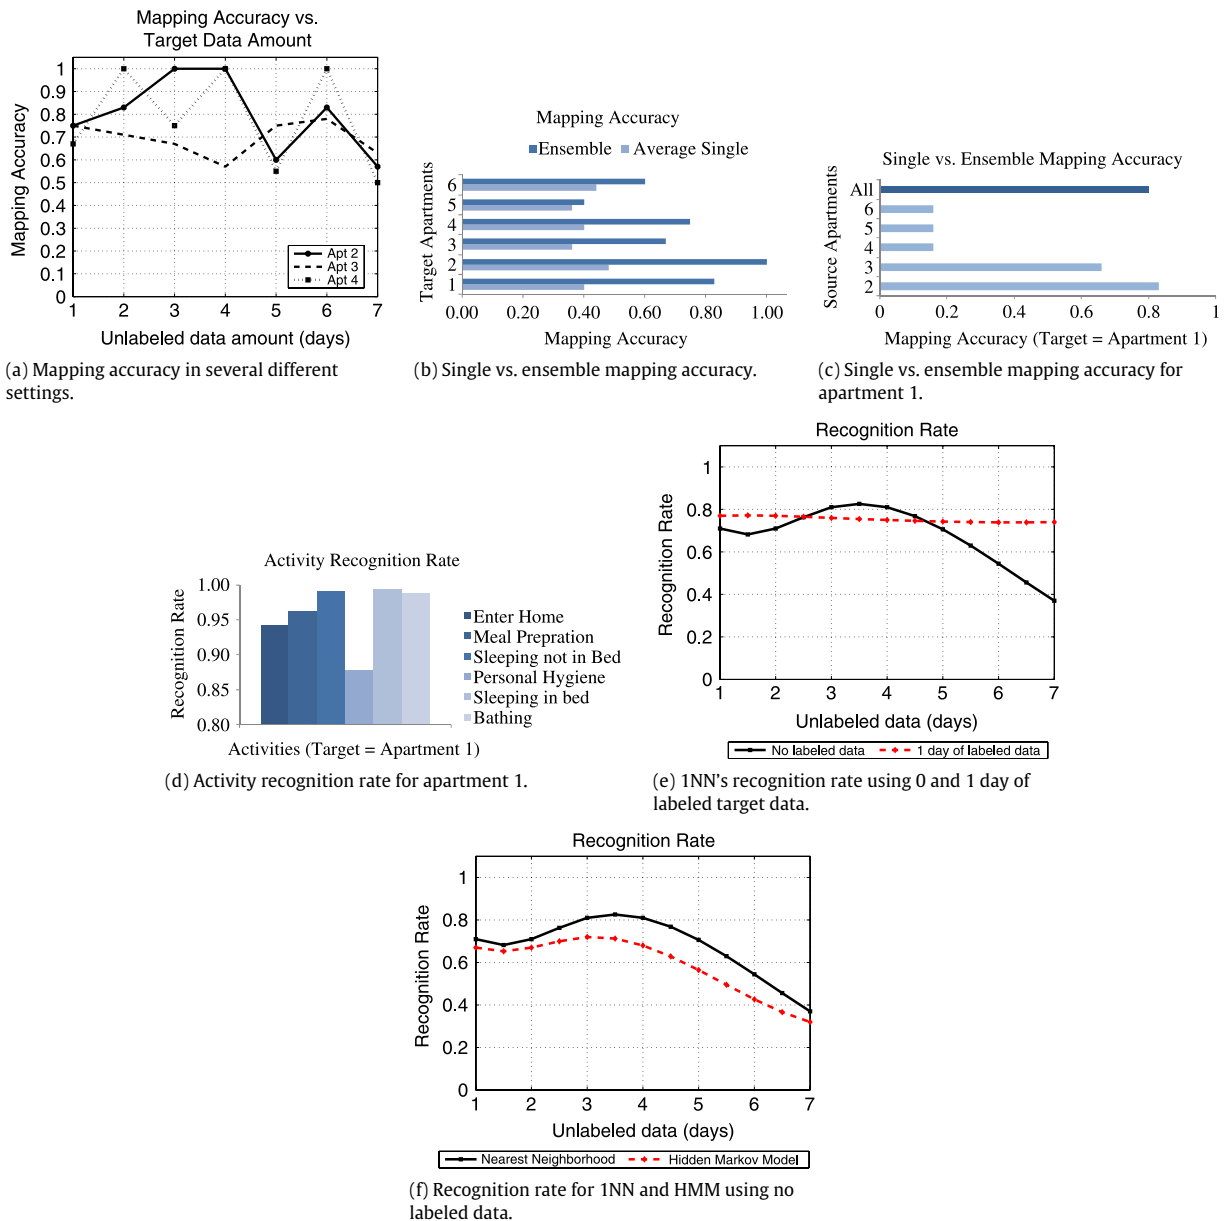 Mapping Accuracy vs.
Target Data Amount
1
0.9
0.8
0.7
0.6
0.5
0.4
0.3
0.2
0.1
0
Mapping Accuracy
Apt 2
Apt 3
Apt 4
1 2 3 4 5 6 7
Unlabeled data amount (days)
(a) Mapping accuracy in several different
settings.
Mapping Accuracy
Ensemble Average Single
Target Apartments
6
5
4
3
2
1
0.00 0.20 0.40 0.60 0.80 1.00
Mapping Accuracy
(b) Single vs. ensemble mapping accuracy.
Single vs. Ensemble Mapping Accuracy
Source Apartments
All
6
5
4
3
2
0 0.2 0.4 0.6 0.8 1
Mapping Accuracy (Target = Apartment 1)
(c) Single vs. ensemble mapping accuracy for
apartment 1.
Activity Recognition Rate
Recognition Rate
1.00
0.95
0.90
0.85
0.80
Enter Home
Meal Prepration
Sleeping not in Bed
Personal Hygiene
Sleeping in bed
Bathing
Activities (Target = Apartment 1)
(d) Activity recognition rate for apartment 1.
Recognition Rate
Recognition Rate
1
0.8
0.6
0.4
0.2
0
1 2 3 4 5 6 7
Unlabeled data (days)
No labeled data 1 day of labeled data
(e) 1NN's recognition rate using 0 and 1 day of
labeled target data.
Recognition Rate
Recognition Rate
1
0.8
0.6
0.4
0.2
0
1 2 3 4 5 6 7
Unlabeled data (days)
Nearest Neighborhood Hidden Markov Model
(f) Recognition rate for 1NN and HMM using no
labeled data.